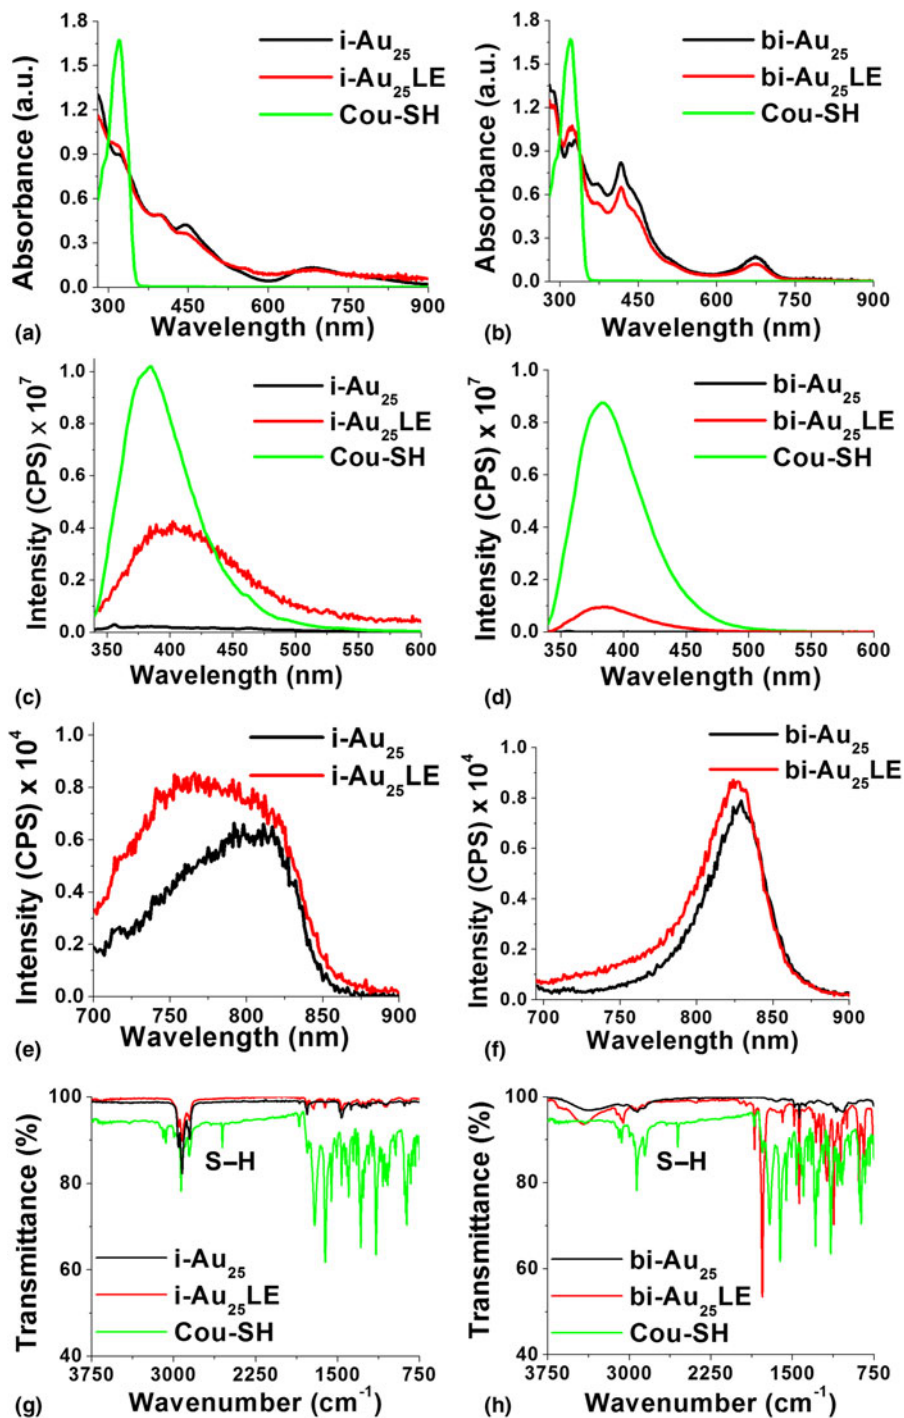 1.8
1.5
1.2
0.9
0.6
0.3
0.0
Absorbance (a.u.)
i-Au25
i-Au25LE
Cou-SH
300 450 600 750 900
Wavelength (nm)
(a)
1.8
1.5
1.2
0.9
0.6
0.3
0.0
Absorbance (a.u.)
bi-Au25
bi-Au25LE
Cou-SH
300 450 600 750 900
Wavelength (nm)
(b)
1.0
0.8
0.6
0.4
0.2
0.0
Intensity (CPS) x 10^7
i-Au25
i-Au25LE
Cou-SH
350 400 450 500 550 600
Wavelength (nm)
(c)
1.0
0.8
0.6
0.4
0.2
0.0
Intensity (CPS) x 10^7
bi-Au25
bi-Au25LE
Cou-SH
350 400 450 500 550 600
Wavelength (nm)
(d)
1.0
0.8
0.6
0.4
0.2
0.0
Intensity (CPS) x 10^4
i-Au25
i-Au25LE
700 750 800 850 900
Wavelength (nm)
(e)
1.0
0.8
0.6
0.4
0.2
0.0
Intensity (CPS) x 10^4
bi-Au25
bi-Au25LE
700 750 800 850 900
Wavelength (nm)
(f)
100
80
60
40
Transmittance (%)
S–H
i-Au25
i-Au25LE
Cou-SH
3750 3000 2250 1500 750
Wavenumber (cm-1)
(g)
100
80
60
40
Transmittance (%)
S–H
bi-Au25
bi-Au25LE
Cou-SH
3750 3000 2250 1500 750
Wavenumber (cm-1)
(h)